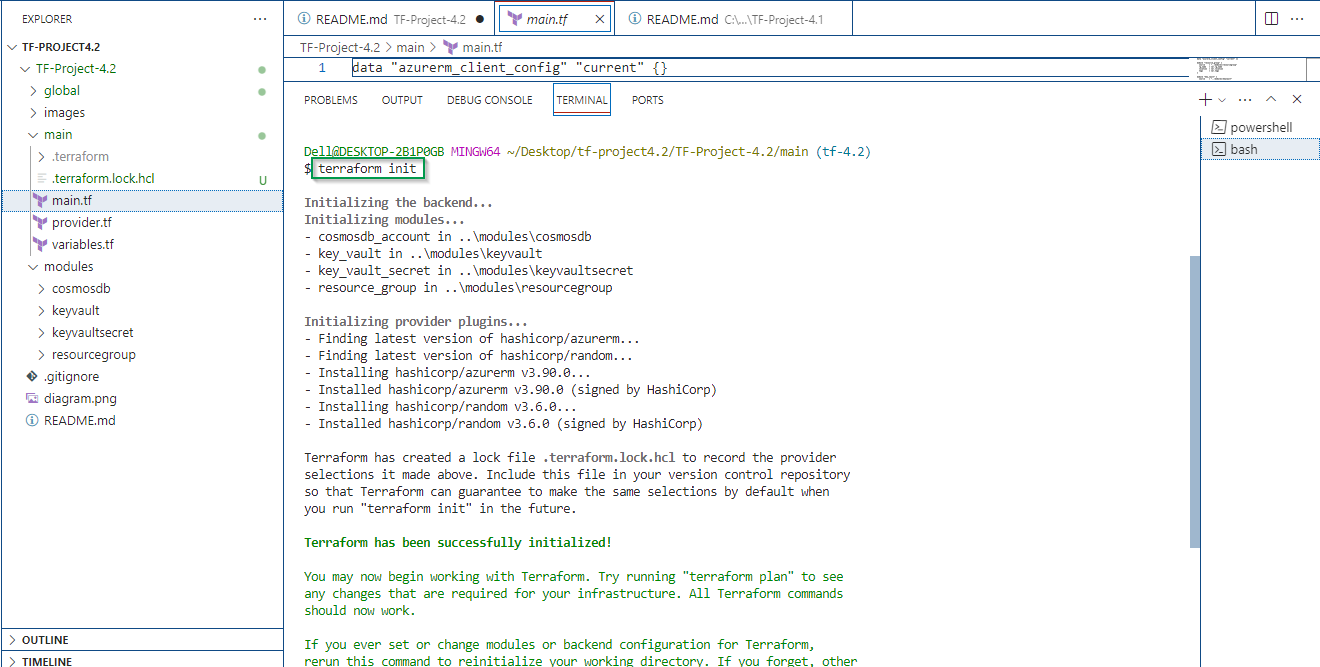 EXPLORER
TF-PROJECT4.2
TF-Project-4.2
global
images
main
.terraform
.terraform.lock.hcl U
main.tf
provider.tf
variables.tf
modules
cosmosdb
keyvault
keyvaultsecret
resourcegroup
.gitignore
diagram.png
README.md
OUTLINE
TIMELINE
README.md TF-Project-4.2 ● main.tf README.md C:\...\TF-Project-4.1
TF-Project-4.2 > main > main.tf
1 data "azurerm_client_config" "current" {}
PROBLEMS OUTPUT DEBUG CONSOLE TERMINAL PORTS
Dell@DESKTOP-2B1P0GB MINGW64 ~/Desktop/tf-project4.2/TF-Project-4.2/main (tf-4.2)
$ terraform init
Initializing the backend...
Initializing modules...
- cosmosdb_account in ..\modules\cosmosdb
- key_vault in ..\modules\keyvault
- key_vault_secret in ..\modules\keyvaultsecret
- resource_group in ..\modules\resourcegroup
Initializing provider plugins...
- Finding latest version of hashicorp/azurerm...
- Finding latest version of hashicorp/random...
- Installing hashicorp/azurerm v3.90.0...
- Installed hashicorp/azurerm v3.90.0 (signed by HashiCorp)
- Installing hashicorp/random v3.6.0...
- Installed hashicorp/random v3.6.0 (signed by HashiCorp)
Terraform has created a lock file .terraform.lock.hcl to record the provider
selections it made above. Include this file in your version control repository
so that Terraform can guarantee to make the same selections by default when
you run "terraform init" in the future.
Terraform has been successfully initialized!
You may now begin working with Terraform. Try running "terraform plan" to see
any changes that are required for your infrastructure. All Terraform commands
should now work.
If you ever set or change modules or backend configuration for Terraform,
rerun this command to reinitialize your working directory. If you forget, other
powershell
bash